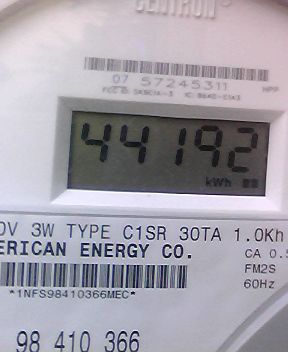 CENTRON
07 57245311
44192
kWh
3W TYPE C1SR 30TA 1.0Kh
ERICAN ENERGY CO.
CA 0.5
FM2S
60Hz
*1NFS98410366MEC*
98 410 366